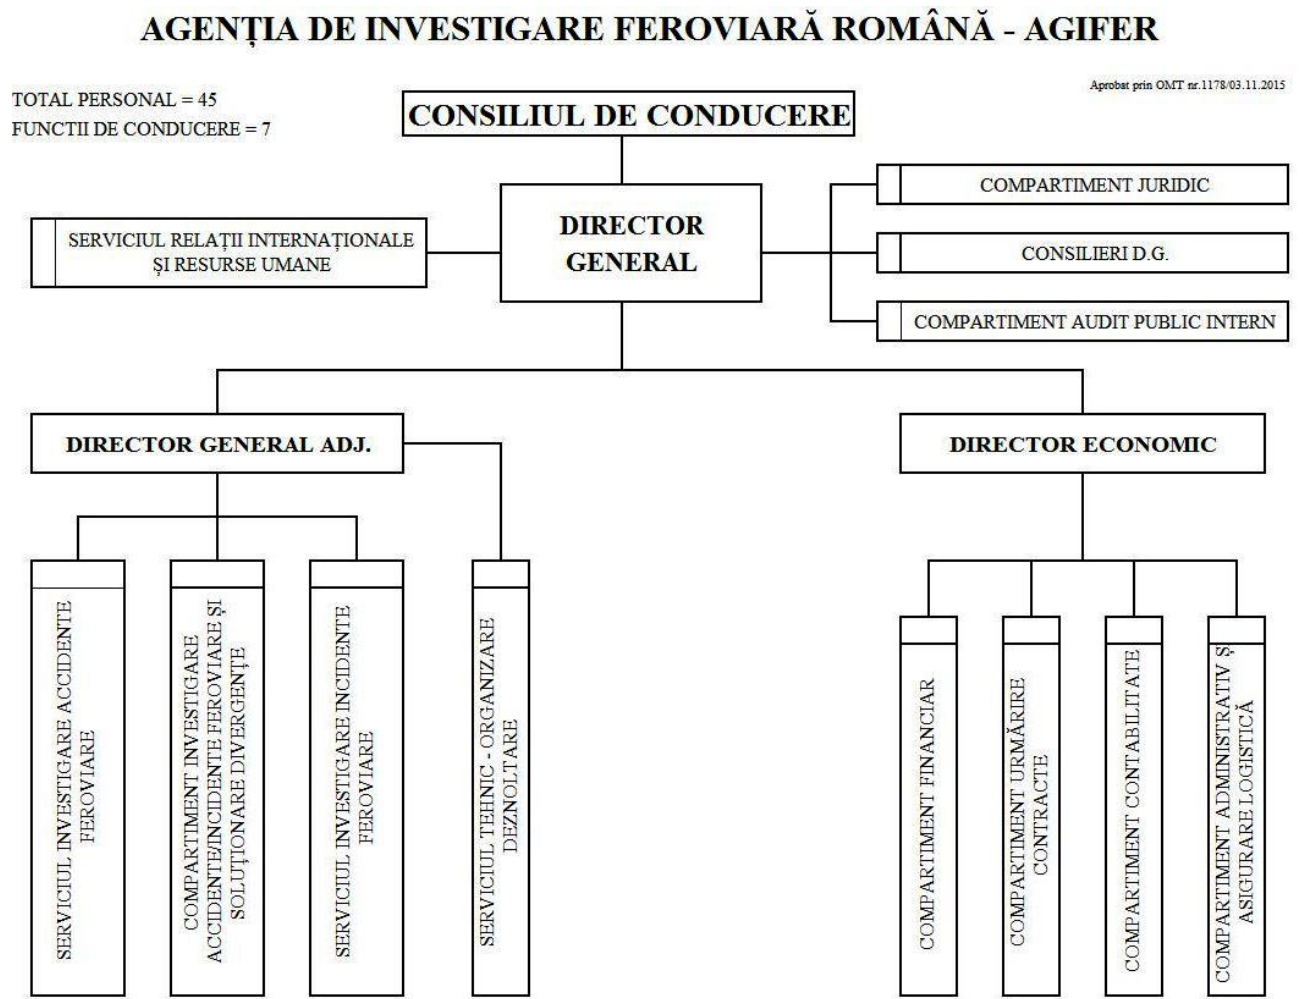 AGENȚIA DE INVESTIGARE FEROVIARĂ ROMÂNĂ - AGIFER
Aprobat prin OMT nr.1178/03.11.2015
TOTAL PERSONAL = 45
FUNCTII DE CONDUCERE = 7
CONSILIUL DE CONDUCERE
DIRECTOR
GENERAL
SERVICIUL RELAȚII INTERNAȚIONALE
ȘI RESURSE UMANE
COMPARTIMENT JURIDIC
CONSILIERI D.G.
COMPARTIMENT AUDIT PUBLIC INTERN
DIRECTOR GENERAL ADJ.
DIRECTOR ECONOMIC
SERVICIUL INVESTIGARE ACCIDENTE
FEROVIARE
COMPARTIMENT INVESTIGARE
ACCIDENTE/INCIDENTE FEROVIARE ȘI
SOLUȚIONARE DIVERGENȚE
SERVICIUL INVESTIGARE INCIDENTE
FEROVIARE
SERVICIUL TEHNIC - ORGANIZARE
DEZNOLTARE
COMPARTIMENT FINANCIAR
COMPARTIMENT URMĂRIRE
CONTRACTE
COMPARTIMENT CONTABILITATE
COMPARTIMENT ADMINISTRATIV Ș
ASIGURARE LOGISTICĂ